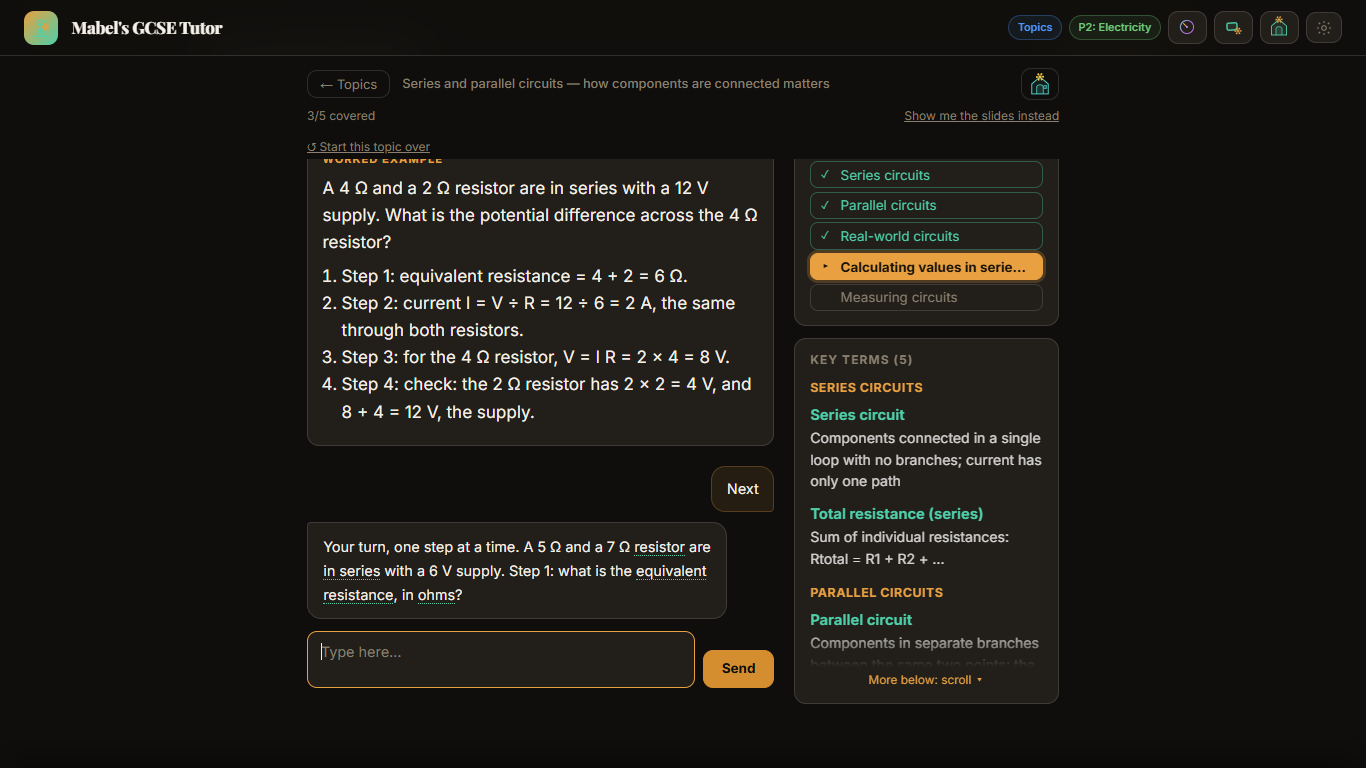 Mabel's GCSE Tutor
Topics
P2: Electricity
← Topics
Series and parallel circuits — how components are connected matters
3/5 covered
Show me the slides instead
↺ Start this topic over
WORKED EXAMPLE
A 4 Ω and a 2 Ω resistor are in series with a 12 V
supply. What is the potential difference across the 4 Ω
resistor?
1. Step 1: equivalent resistance = 4 + 2 = 6 Ω.
2. Step 2: current I = V ÷ R = 12 ÷ 6 = 2 A, the same
through both resistors.
3. Step 3: for the 4 Ω resistor, V = I R = 2 × 4 = 8 V.
4. Step 4: check: the 2 Ω resistor has 2 × 2 = 4 V, and
8 + 4 = 12 V, the supply.
Next
Your turn, one step at a time. A 5 Ω and a 7 Ω resistor are
in series with a 6 V supply. Step 1: what is the equivalent
resistance, in ohms?
Type here...
Send
✓ Series circuits
✓ Parallel circuits
✓ Real-world circuits
‣ Calculating values in serie...
Measuring circuits
KEY TERMS (5)
SERIES CIRCUITS
Series circuit
Components connected in a single
loop with no branches; current has
only one path
Total resistance (series)
Sum of individual resistances:
Rtotal = R1 + R2 + ...
PARALLEL CIRCUITS
Parallel circuit
Components in separate branches
between the same two points; the
More below: scroll ▾